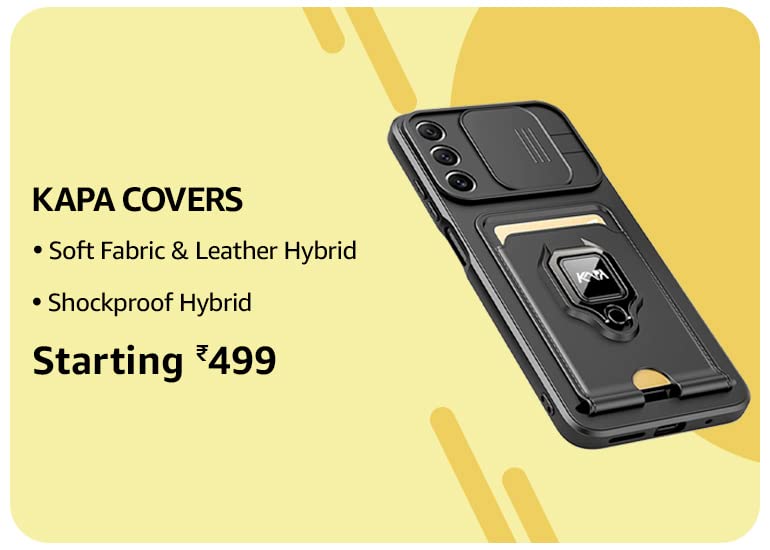 KAPA COVERS
• Soft Fabric & Leather Hybrid
• Shockproof Hybrid
Starting ₹499
KAPA